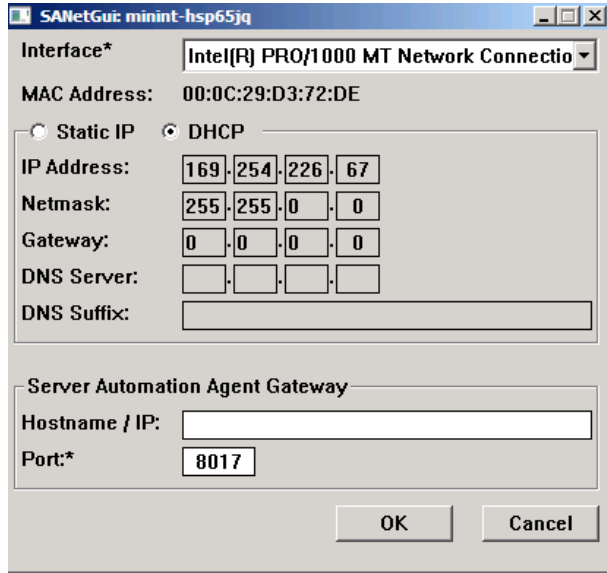 SANetGui: minint-hsp65jq
Interface* Intel(R) PRO/1000 MT Network Connectio
MAC Address: 00:0C:29:D3:72:DE
Static IP DHCP
IP Address: 169.254.226.67
Netmask: 255.255.0.0
Gateway: 0.0.0.0
DNS Server: . . .
DNS Suffix:
Server Automation Agent Gateway
Hostname / IP:
Port:* 8017
OK Cancel